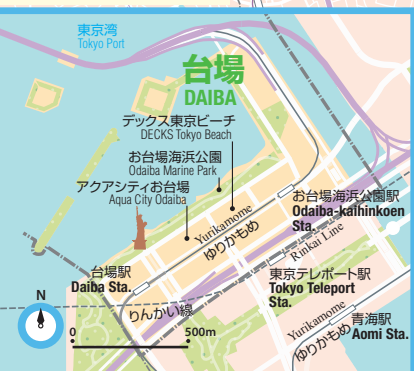 東京湾
Tokyo Port
台場
DAIBA
デックス東京ビーチ
DECKS Tokyo Beach
お台場海浜公園
Odaiba Marine Park
アクアシティお台場
Aqua City Odaiba
お台場海浜公園駅
Odaiba-kaihinkoen
Sta.
Yurikamome
ゆりかもめ
Rinkai Line
台場駅
Daiba Sta.
東京テレポート駅
Tokyo Teleport
Sta.
りんかい線
N
0
500m
Yurikamome
ゆりかもめ
青海駅
Aomi Sta.